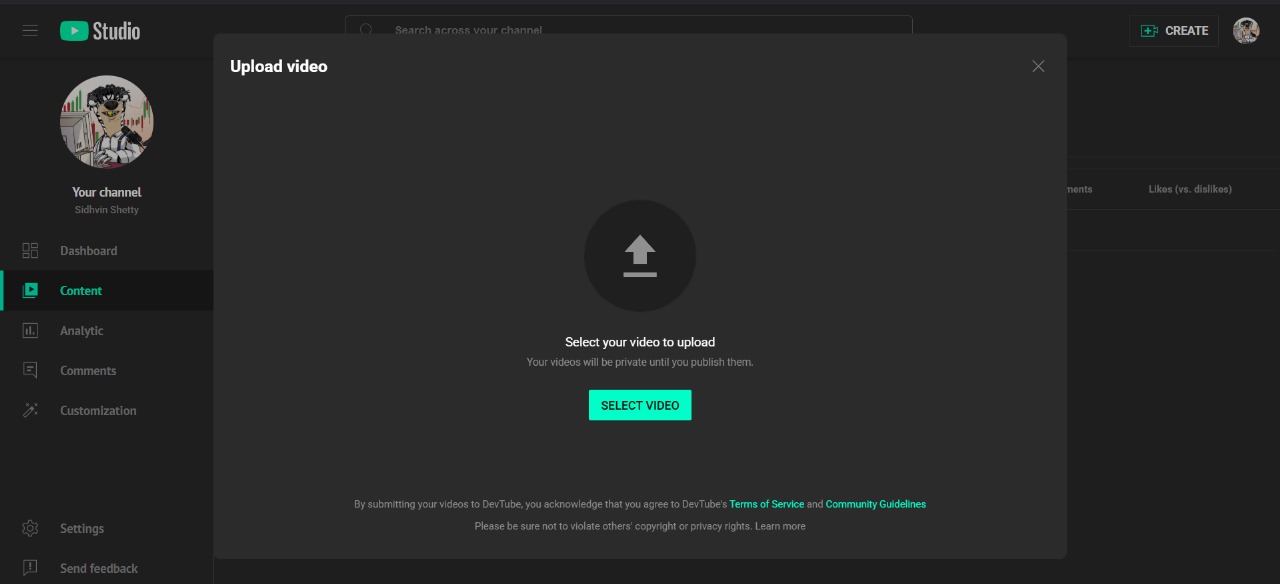 Studio
Search across your channel
CREATE
Upload video
Your channel
Sidhvin Shetty
Likes (vs. dislikes)
Dashboard
Content
Analytic
Comments
Customization
Settings
Send feedback
Select your video to upload
Your videos will be private until you publish them.
SELECT VIDEO
By submitting your videos to DevTube, you acknowledge that you agree to DevTube's Terms of Service and Community Guidelines
Please be sure not to violate others' copyright or privacy rights. Learn more